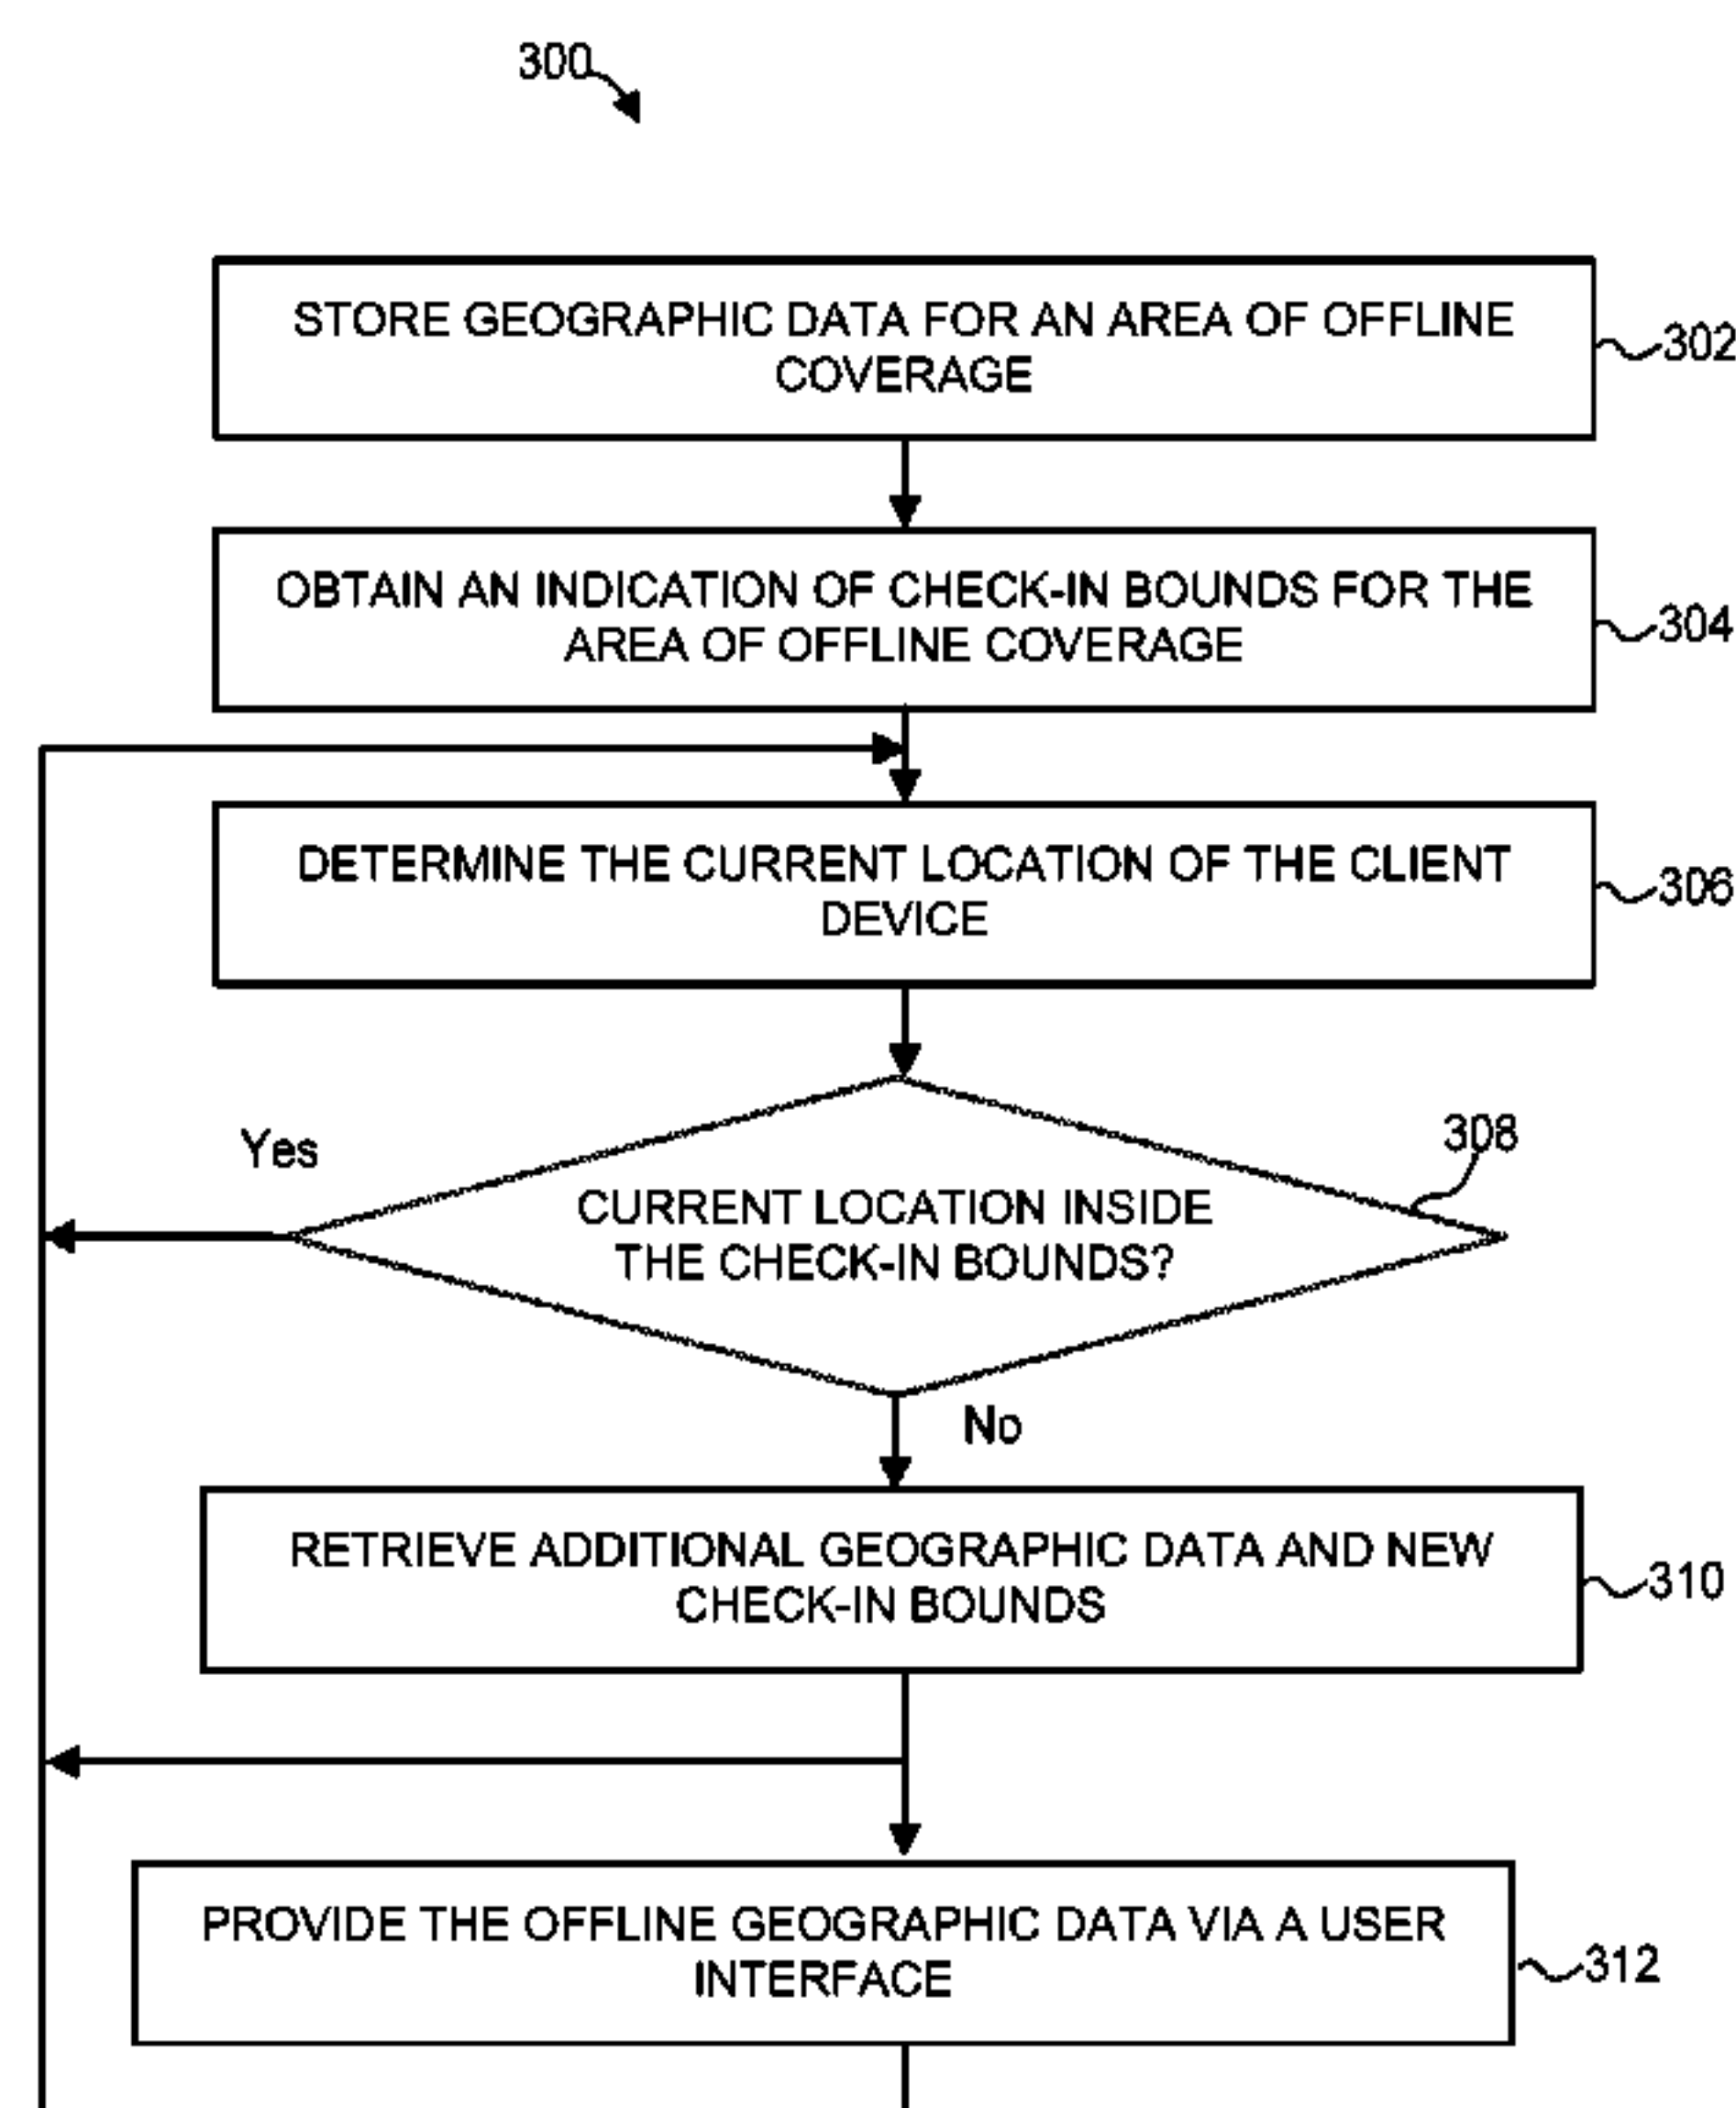 300
STORE GEOGRAPHIC DATA FOR AN AREA OF OFFLINE
COVERAGE
302
OBTAIN AN INDICATION OF CHECK-IN BOUNDS FOR THE
AREA OF OFFLINE COVERAGE
304
DETERMINE THE CURRENT LOCATION OF THE CLIENT
DEVICE
306
Yes
308
CURRENT LOCATION INSIDE
THE CHECK-IN BOUNDS?
No
RETRIEVE ADDITIONAL GEOGRAPHIC DATA AND NEW
CHECK-IN BOUNDS
310
PROVIDE THE OFFLINE GEOGRAPHIC DATA VIA A USER
INTERFACE
312